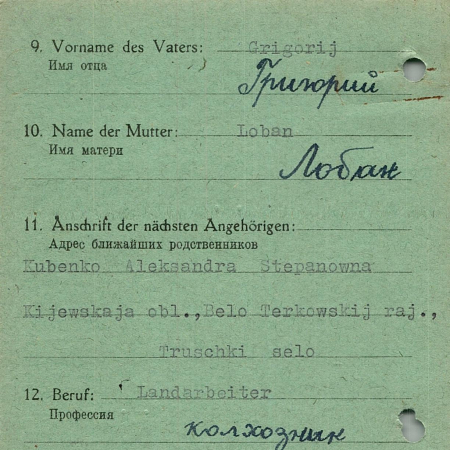 9. Vorname des Vaters: Grigorij
Имя отца
Григорий
10. Name der Mutter: Loban
Имя матери
Лобан
11. Anschrift der nächsten Angehörigen:
Адрес ближайших родственников
Kubenko Aleksandra Stepanowna
Kijewskaja obl.,Belo Terkowskij raj.,
Truschki selo
12. Beruf: Landarbeiter
Профессия
колхозник